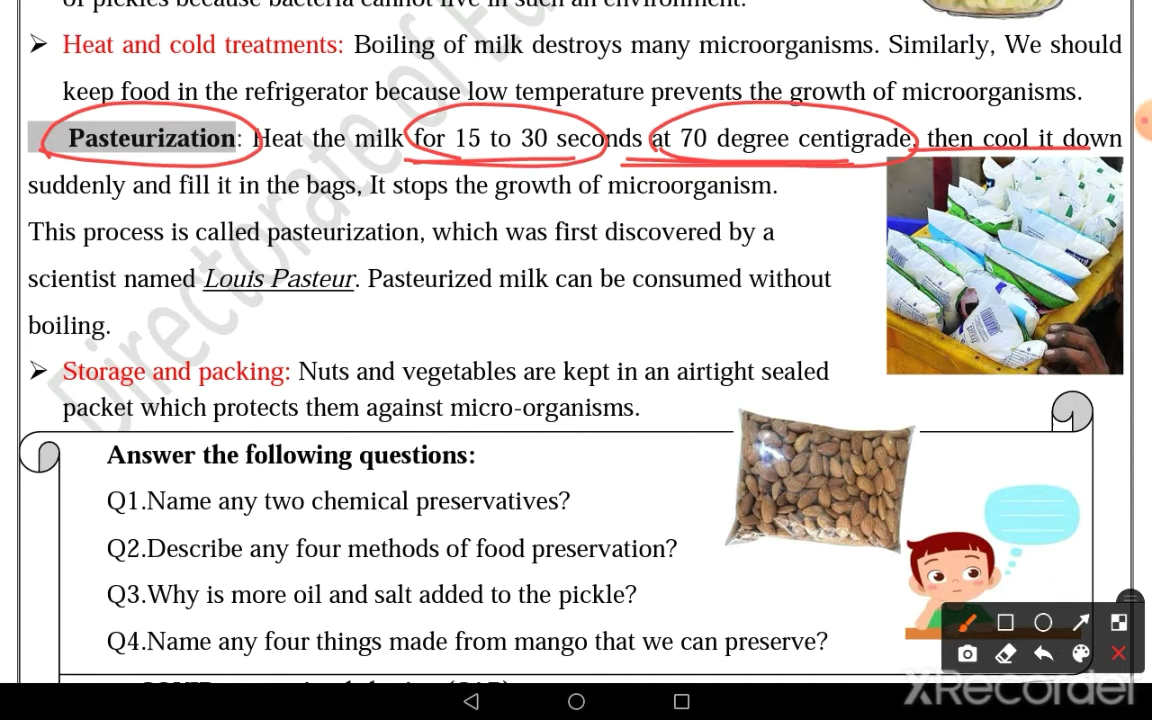 Heat and cold treatments: Boiling of milk destroys many microorganisms. Similarly, We should
keep food in the refrigerator because low temperature prevents the growth of microorganisms.
Pasteurization: Heat the milk for 15 to 30 seconds at 70 degree centigrade, then cool it down
suddenly and fill it in the bags, It stops the growth of microorganism.
This process is called pasteurization, which was first discovered by a
scientist named Louis Pasteur. Pasteurized milk can be consumed without
boiling.
Storage and packing: Nuts and vegetables are kept in an airtight sealed
packet which protects them against micro-organisms.
Answer the following questions:
Q1.Name any two chemical preservatives?
Q2.Describe any four methods of food preservation?
Q3.Why is more oil and salt added to the pickle?
Q4.Name any four things made from mango that we can preserve?
Directorate of
XRecorder